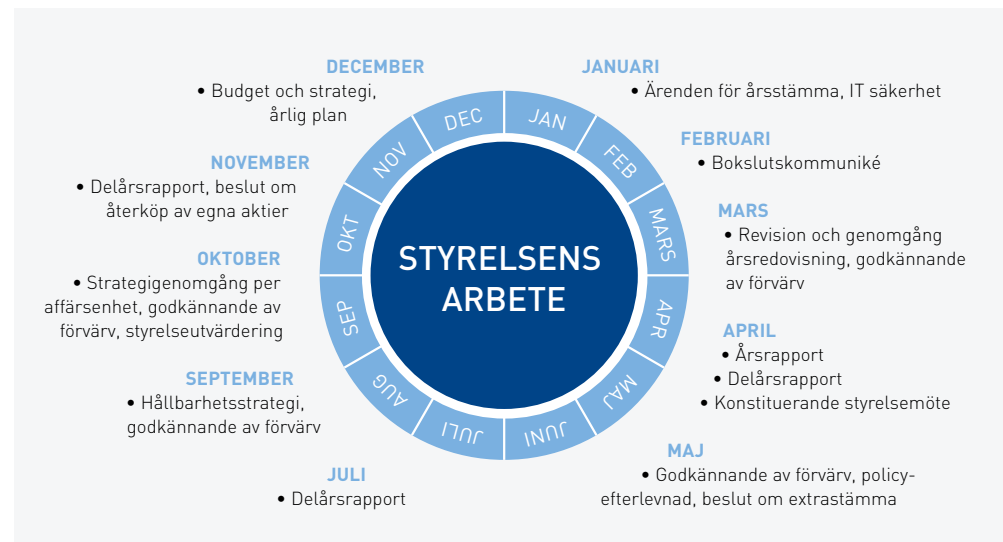 STYRELSENS
ARBETE
JAN
FEB
MARS
APR
MAJ
JUNI
JULI
AUG
SEP
OKT
NOV
DEC
JANUARI
• Ärenden för årsstämma, IT säkerhet
FEBRUARI
• Bokslutskommuniké
MARS
• Revision och genomgång
årsredovisning, godkännande
av förvärv
APRIL
• Årsrapport
• Delårsrapport
• Konstituerande styrelsemöte
MAJ
• Godkännande av förvärv, policy-
efterlevnad, beslut om extrastämma
JULI
• Delårsrapport
SEPTEMBER
• Hållbarhetsstrategi,
godkännande av förvärv
OKTOBER
• Strategigenomgång per
affärsenhet, godkännande av
förvärv, styrelseutvärdering
NOVEMBER
• Delårsrapport, beslut om
återköp av egna aktier
DECEMBER
• Budget och strategi,
årlig plan